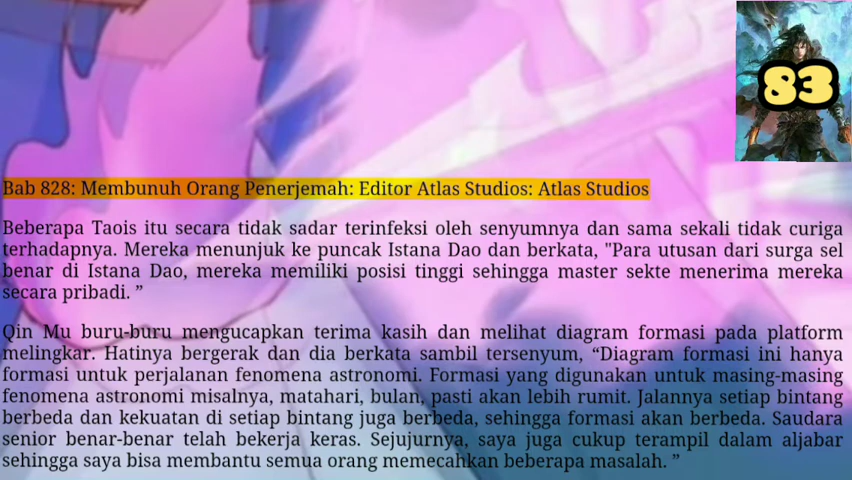 83
Bab 828: Membunuh Orang Penerjemah: Editor Atlas Studios: Atlas Studios
Beberapa Taois itu secara tidak sadar terinfeksi oleh senyumnya dan sama sekali tidak curiga
terhadapnya. Mereka menunjuk ke puncak Istana Dao dan berkata, "Para utusan dari surga sel
benar di Istana Dao, mereka memiliki posisi tinggi sehingga master sekte menerima mereka
secara pribadi. ”
Qin Mu buru-buru mengucapkan terima kasih dan melihat diagram formasi pada platform
melingkar. Hatinya bergerak dan dia berkata sambil tersenyum, “Diagram formasi ini hanya
formasi untuk perjalanan fenomena astronomi. Formasi yang digunakan untuk masing-masing
fenomena astronomi misalnya, matahari, bulan, pasti akan lebih rumit. Jalannya setiap bintang
berbeda dan kekuatan di setiap bintang juga berbeda, sehingga formasi akan berbeda. Saudara
senior benar-benar telah bekerja keras. Sejujurnya, saya juga cukup terampil dalam aljabar
sehingga saya bisa membantu semua orang memecahkan beberapa masalah. ”